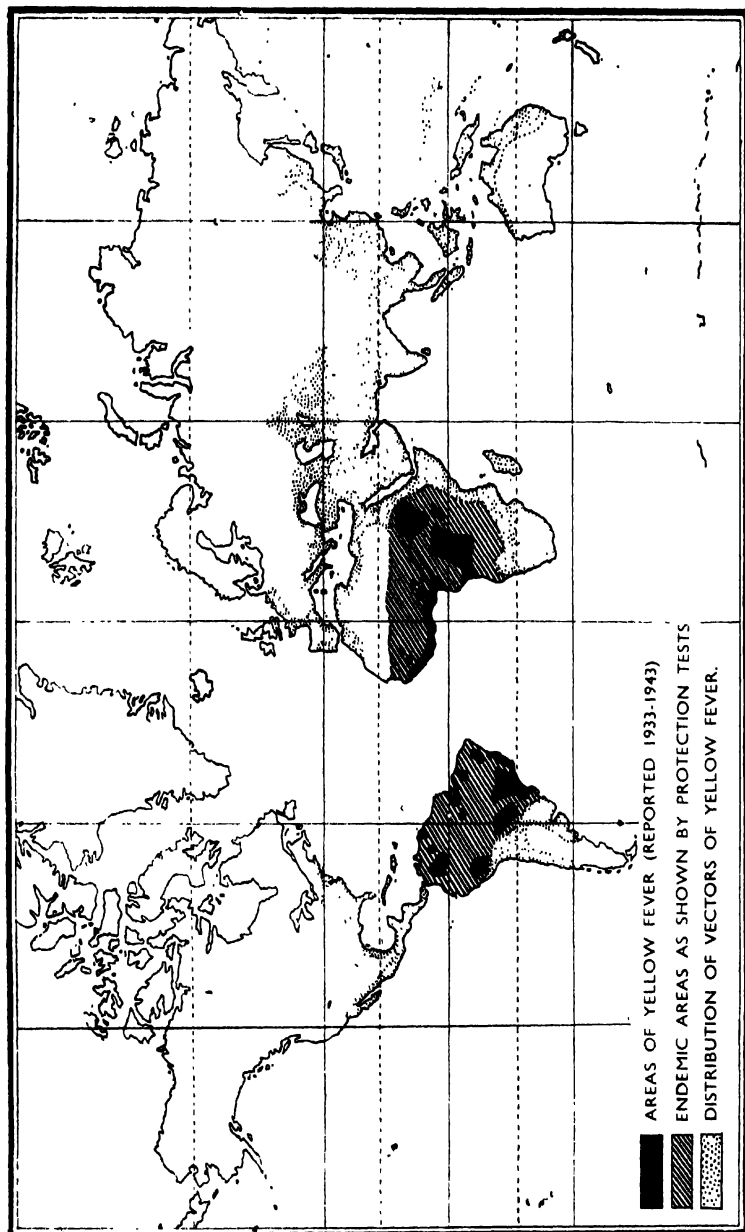 AREAS OF YELLOW FEVER (REPORTED 1933-1943)
ENDEMIC AREAS AS SHOWN BY PROTECTION TESTS
DISTRIBUTION OF VECTORS OF YELLOW FEVER.